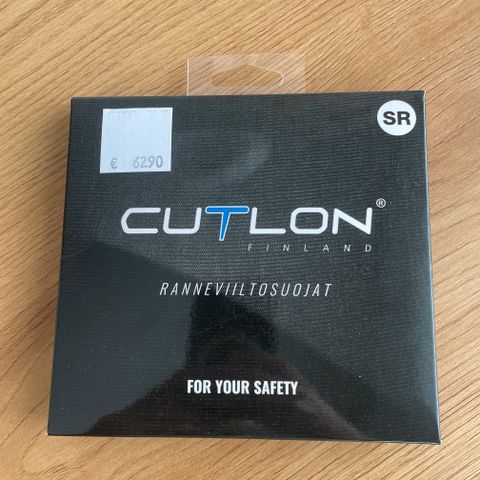 SR
€ 6290
CUTLON®
FINLAND
RANNEVIILTOSUOJAT
FOR YOUR SAFETY